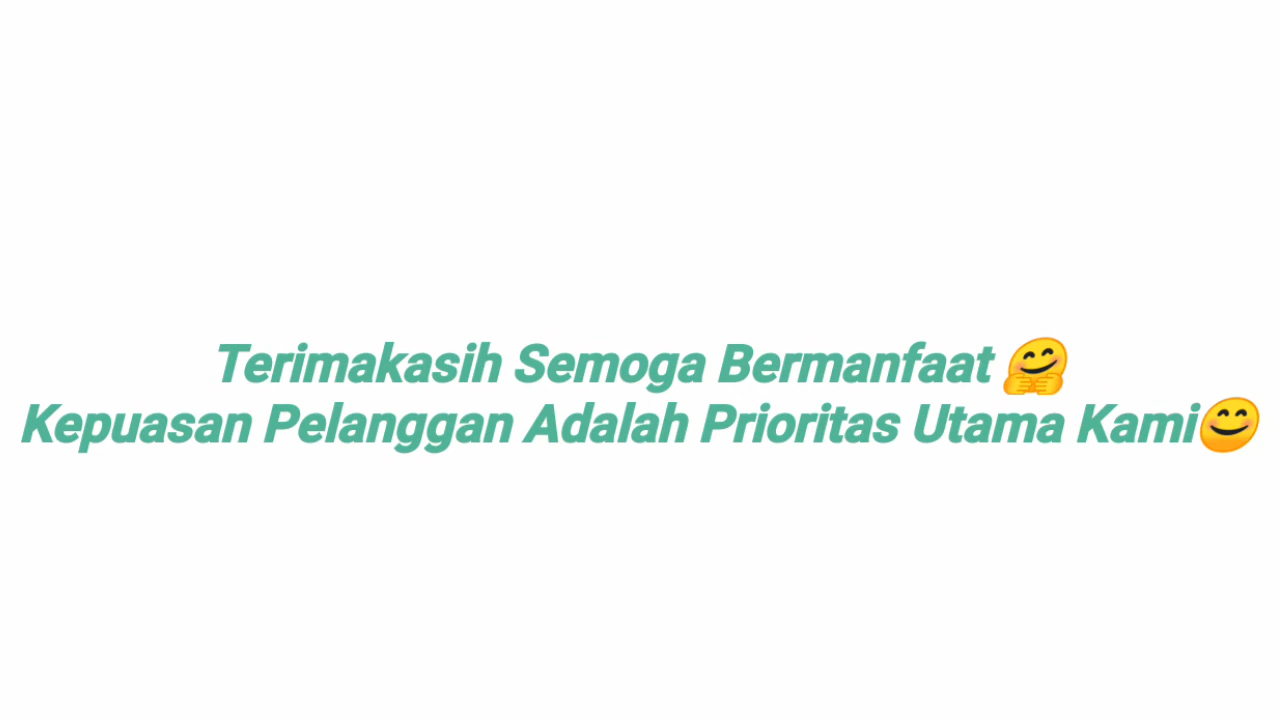 Terimakasih Semoga Bermanfaat 🤗
Kepuasan Pelanggan Adalah Prioritas Utama Kami😊